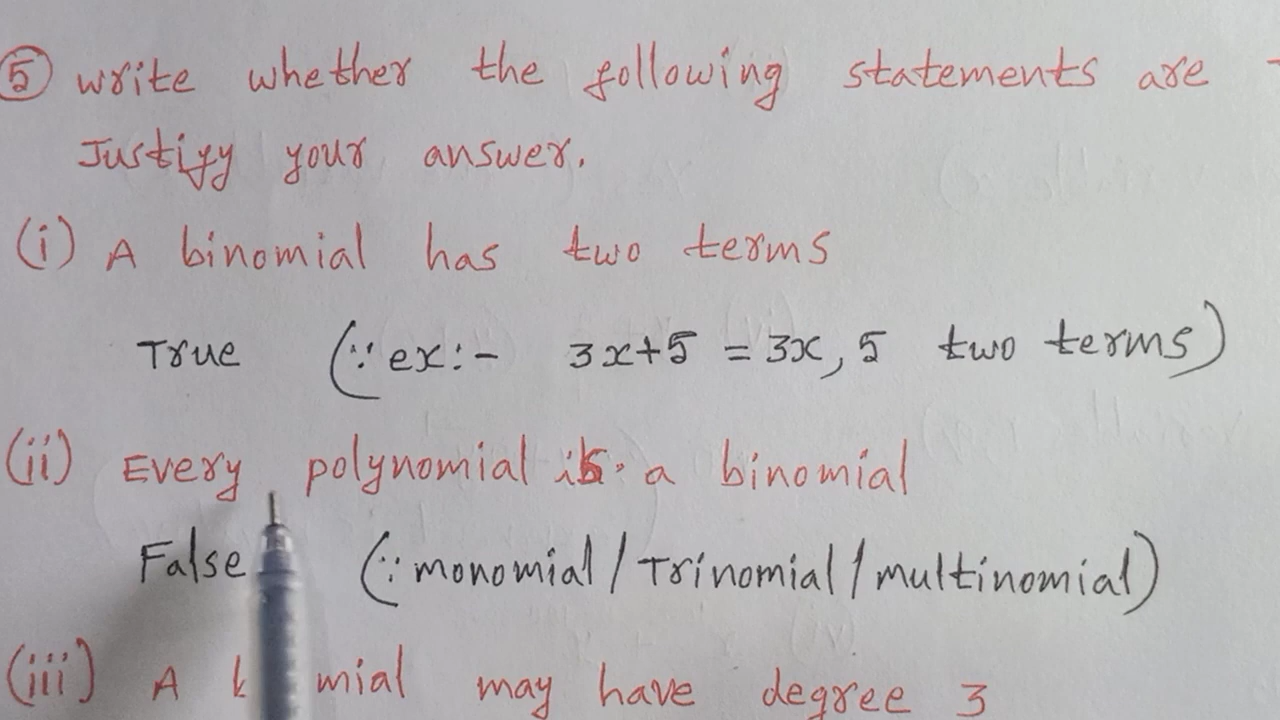 5 write whether the following statements are
Justify your answer.
(i) A binomial has two terms
True (∵ ex:- 3x+5 = 3x, 5 two terms)
(ii) Every polynomial is a binomial
False (∵ monomial / Trinomial / multinomial)
(iii) A mial may have degree 3